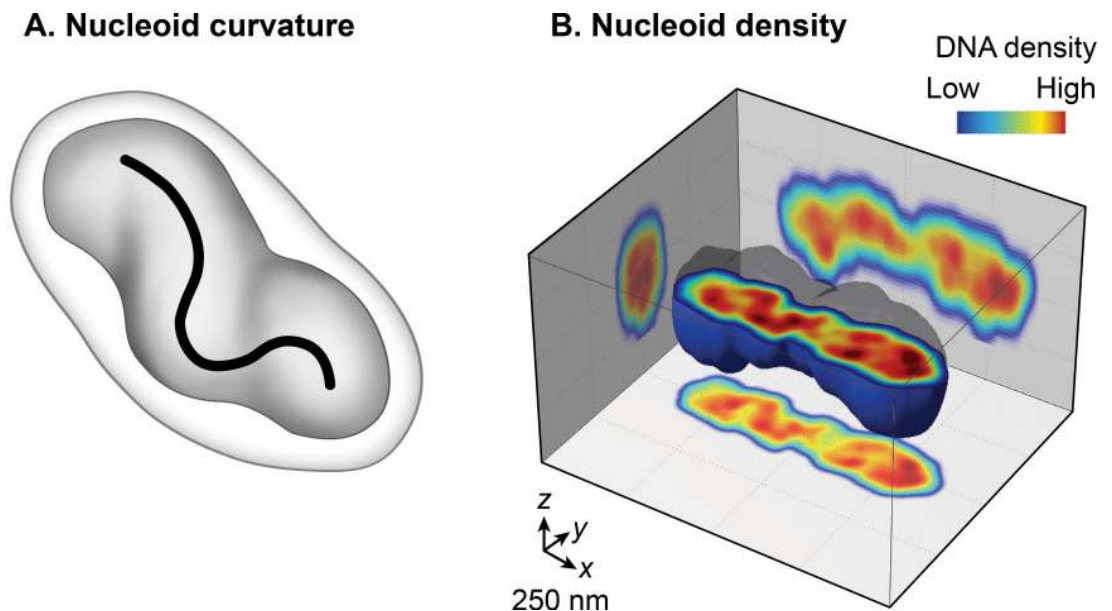 A. Nucleoid curvature
B. Nucleoid density
DNA density
Low High
z
y
x
250 nm